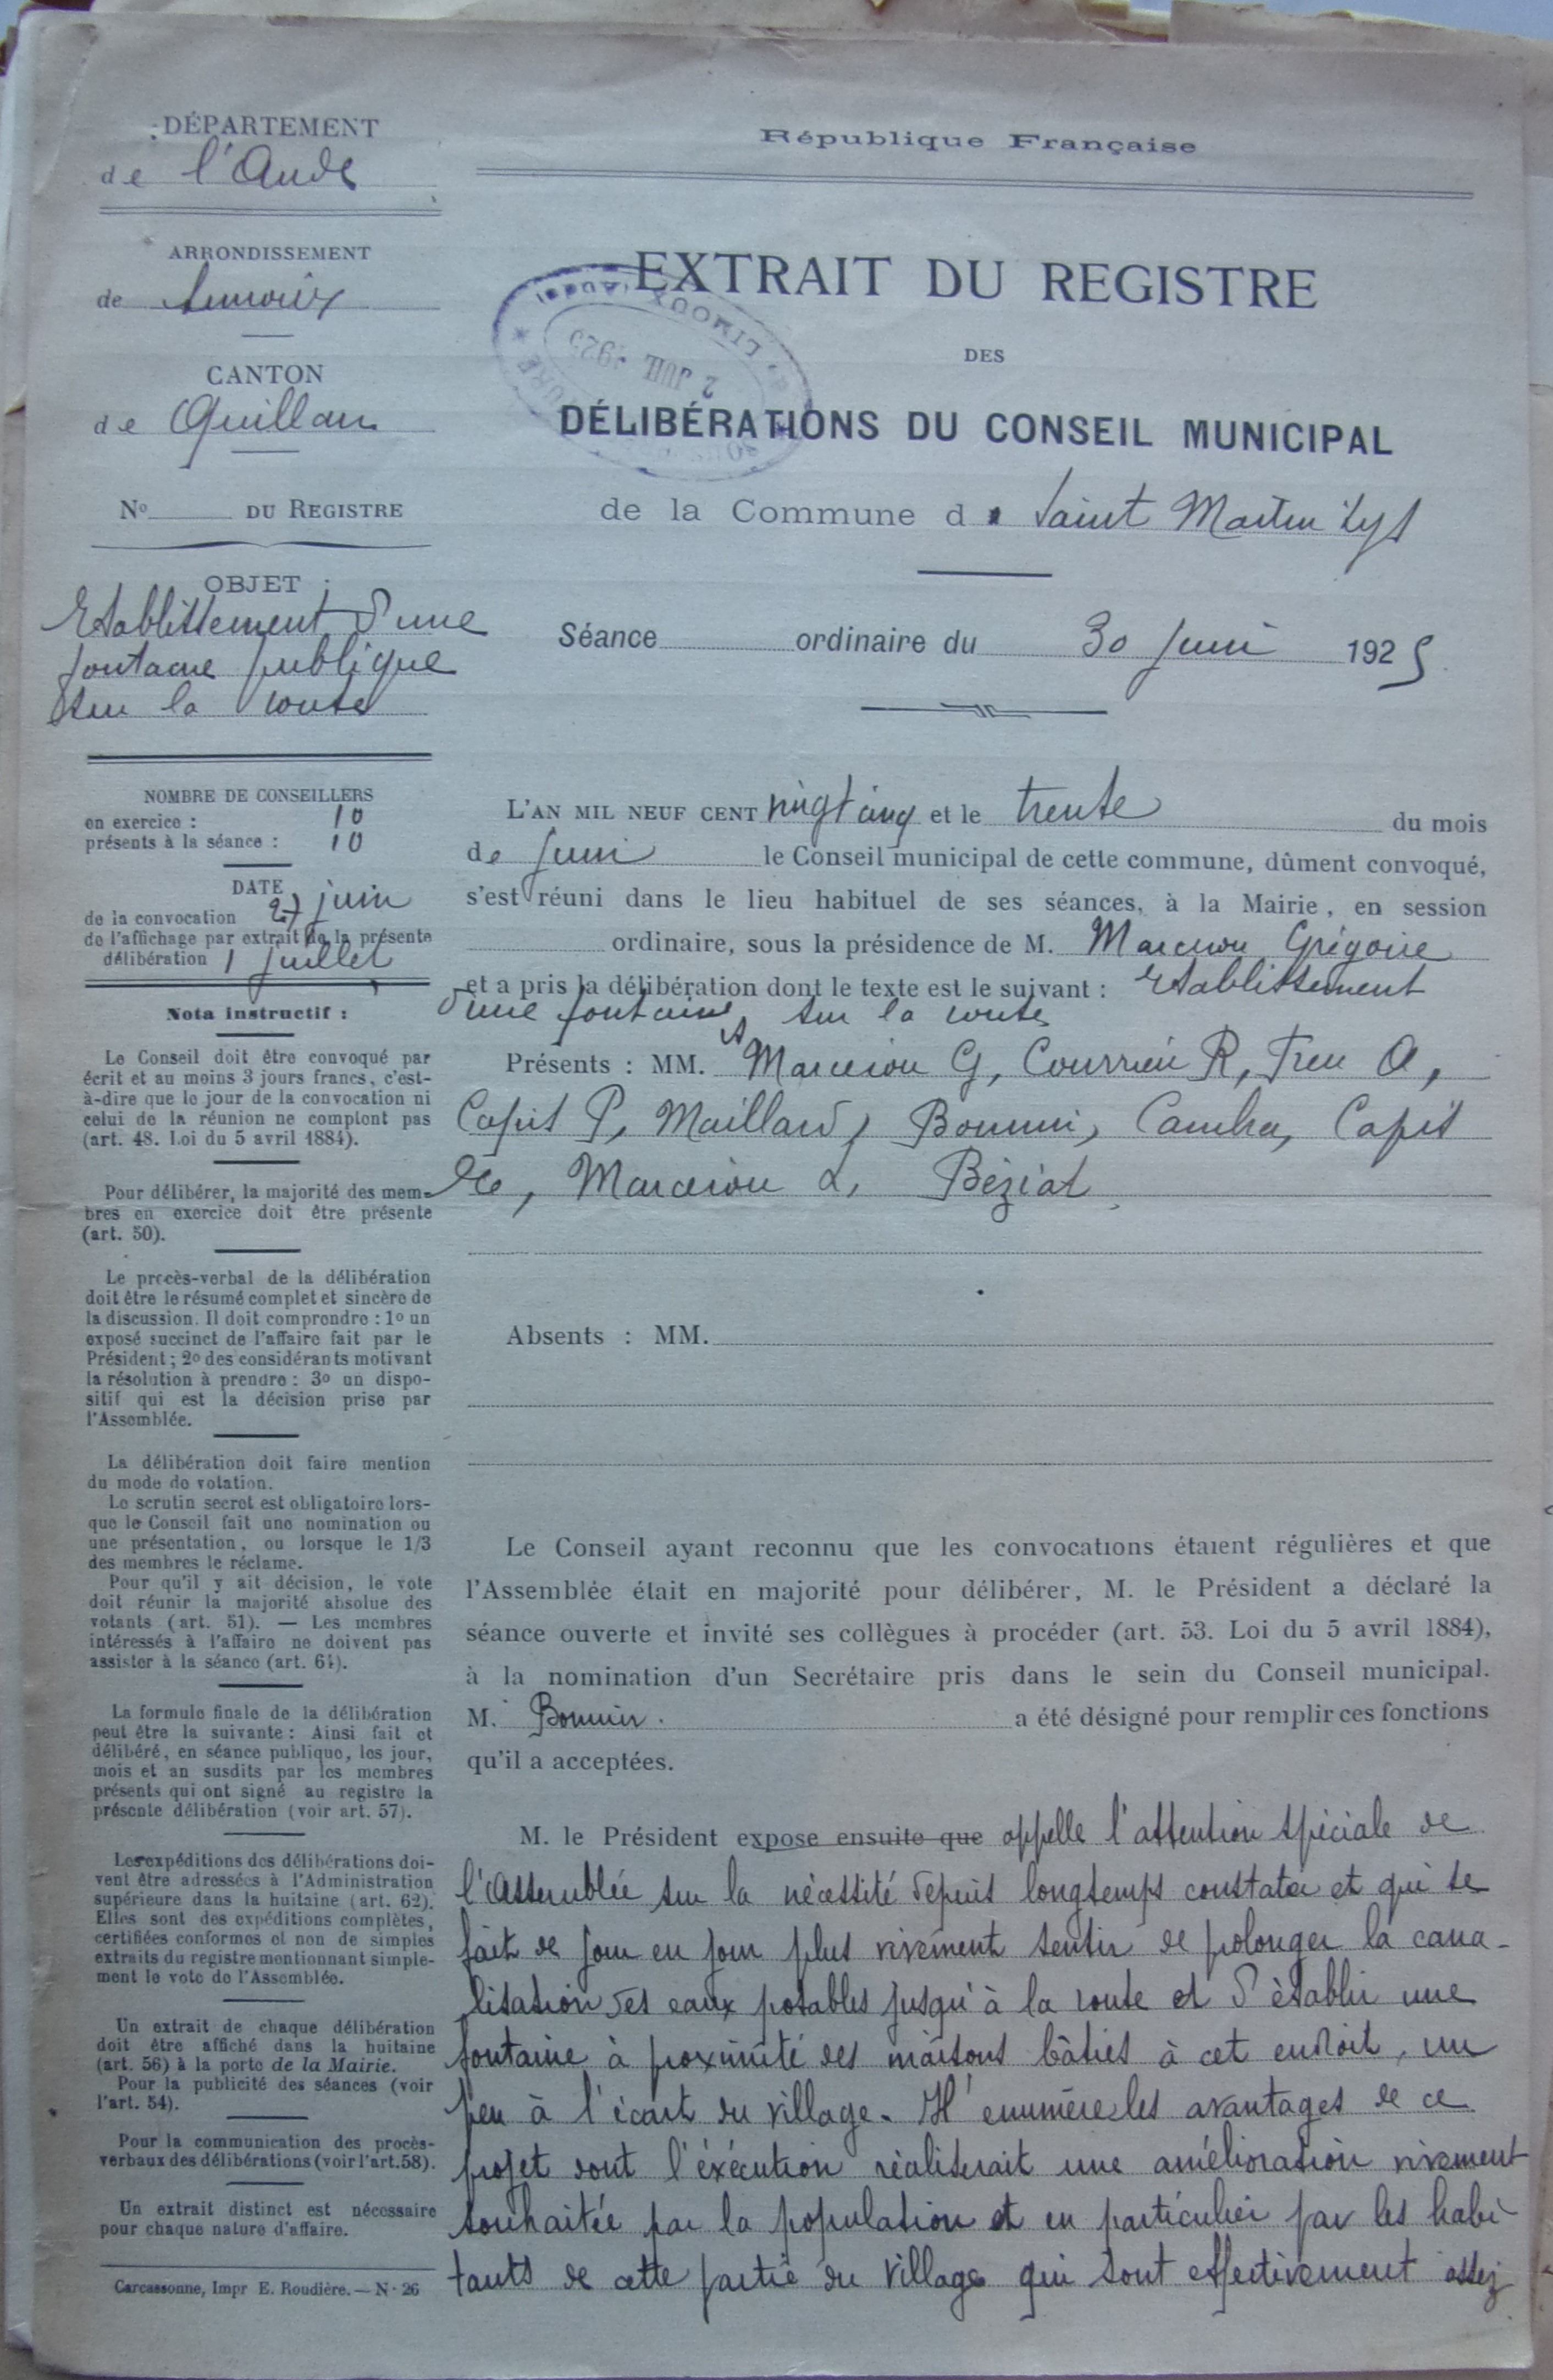 DÉPARTEMENT
de l'Aude
ARRONDISSEMENT
de Limoux
CANTON
de Quillan
No DU REGISTRE
OBJET :
Etablissement d'une
fontaine publique
sur la route
NOMBRE DE CONSEILLERS
en exercice : 10
présents à la séance : 10
DATE
de la convocation 27 juin
de l'affichage par extrait de la présente
délibération 1 juillet
Nota instructif :
Le Conseil doit être convoqué par
écrit et au moins 3 jours francs, c'est-
à-dire que le jour de la convocation ni
celui de la réunion ne comptent pas
(art. 48. Loi du 5 avril 1884).
Pour délibérer, la majorité des mem-
bres en exercice doit être présente
(art. 50).
Le procès-verbal de la délibération
doit être le résumé complet et sincère de
la discussion. Il doit comprendre : 1o un
exposé succinct de l'affaire fait par le
Président ; 2o des considérants motivant
la résolution à prendre : 3o un dispo-
sitif qui est la décision prise par
l'Assemblée.
La délibération doit faire mention
du mode de votation.
Le scrutin secret est obligatoire lors-
que le Conseil fait une nomination ou
une présentation, ou lorsque le 1/3
des membres le réclame.
Pour qu'il y ait décision, le vote
doit réunir la majorité absolue des
votants (art. 51). — Les membres
intéressés à l'affaire ne doivent pas
assister à la séance (art. 64).
La formule finale de la délibération
peut être la suivante : Ainsi fait et
délibéré, en séance publique, les jour,
mois et an susdits par les membres
présents qui ont signé au registre la
présente délibération (voir art. 57).
Les expéditions des délibérations doi-
vent être adressées à l'Administration
supérieure dans la huitaine (art. 62).
Elles sont des expéditions complètes,
certifiées conformes et non de simples
extraits du registre mentionnant simple-
ment le vote de l'Assemblée.
Un extrait de chaque délibération
doit être affiché dans la huitaine
(art. 56) à la porte de la Mairie.
Pour la publicité des séances (voir
l'art. 54).
Pour la communication des procès-
verbaux des délibérations (voir l'art. 58).
Un extrait distinct est nécessaire
pour chaque nature d'affaire.
Carcassonne, Impr E. Roudière. — N· 26
République Française
EXTRAIT DU REGISTRE
LIMOUX (AUDE)
2 JUIL 1925
DES
DÉLIBÉRATIONS DU CONSEIL MUNICIPAL
de la Commune d Saint Martin Lys
Séance ordinaire du 30 juin 1925
L'AN MIL NEUF CENT vingt cinq et le trente du mois
de juin le Conseil municipal de cette commune, dûment convoqué,
s'est réuni dans le lieu habituel de ses séances, à la Mairie, en session
ordinaire, sous la présidence de M. Marceron Grégoire
et a pris la délibération dont le texte est le suivant : Etablissement
d'une fontaine sur la route
Présents : MM. Marceron G, Courrieu R, Treu A,
Capit P, Maillard, Bonnin, Capit
Marceron L, Béziat
Absents : MM.
Le Conseil ayant reconnu que les convocations étaient régulières et que
l'Assemblée était en majorité pour délibérer, M. le Président a déclaré la
séance ouverte et invité ses collègues à procéder (art. 53. Loi du 5 avril 1884),
à la nomination d'un Secrétaire pris dans le sein du Conseil municipal.
M. Bonnin. a été désigné pour remplir ces fonctions
qu'il a acceptées.
M. le Président expose ensuite que appelle l'attention spéciale de
l'Assemblée sur la nécessité depuis longtemps constatée et qui se
fait de jour en jour plus vivement sentir de prolonger la cana-
lisation des eaux potables jusqu'à la route et d'établir une
fontaine à proximité des maisons bâties à cet endroit, un
peu à l'écart du village. Il énumère les avantages de ce
projet dont l'éxécution réaliserait une amélioration vivement
souhaitée par la population et en particulier par les habi-
tants de cette partie du village qui sont effectivement assez